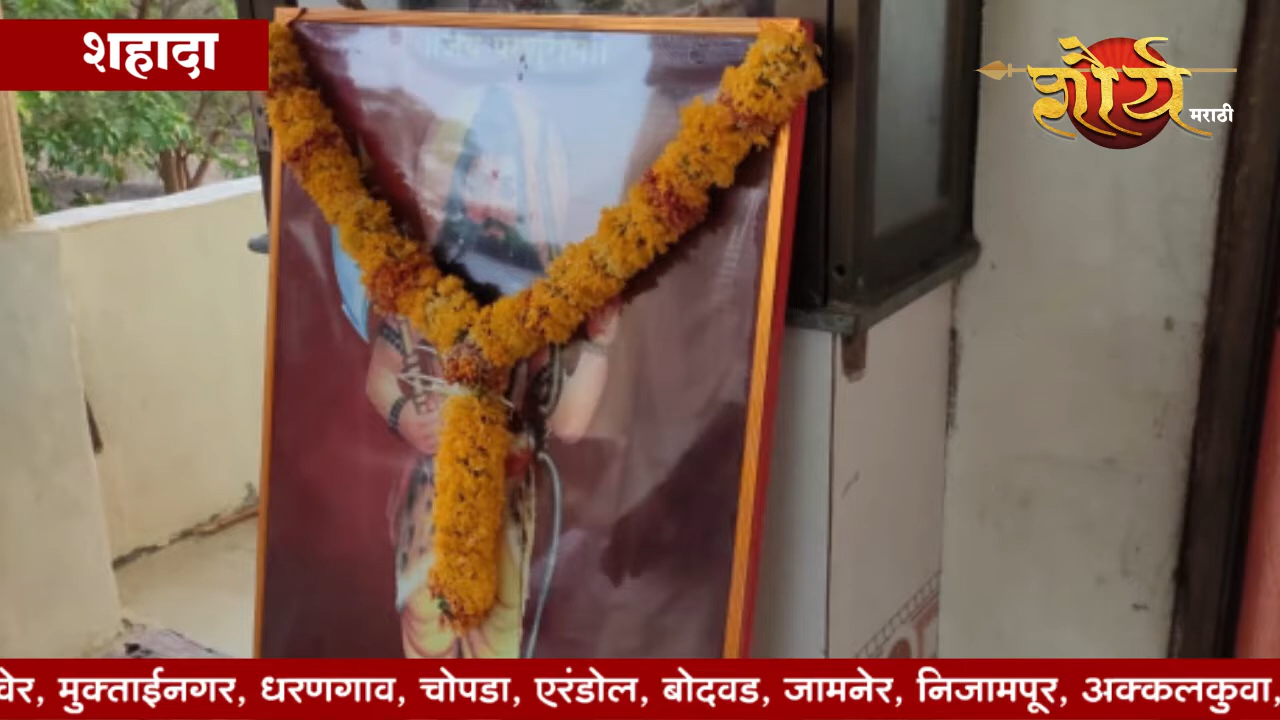 शहादा
शौर्य
मराठी
वेर, मुक्ताईनगर, धरणगाव, चोपडा, एरंडोल, बोदवड, जामनेर, निजामपूर, अक्कलकुवा,